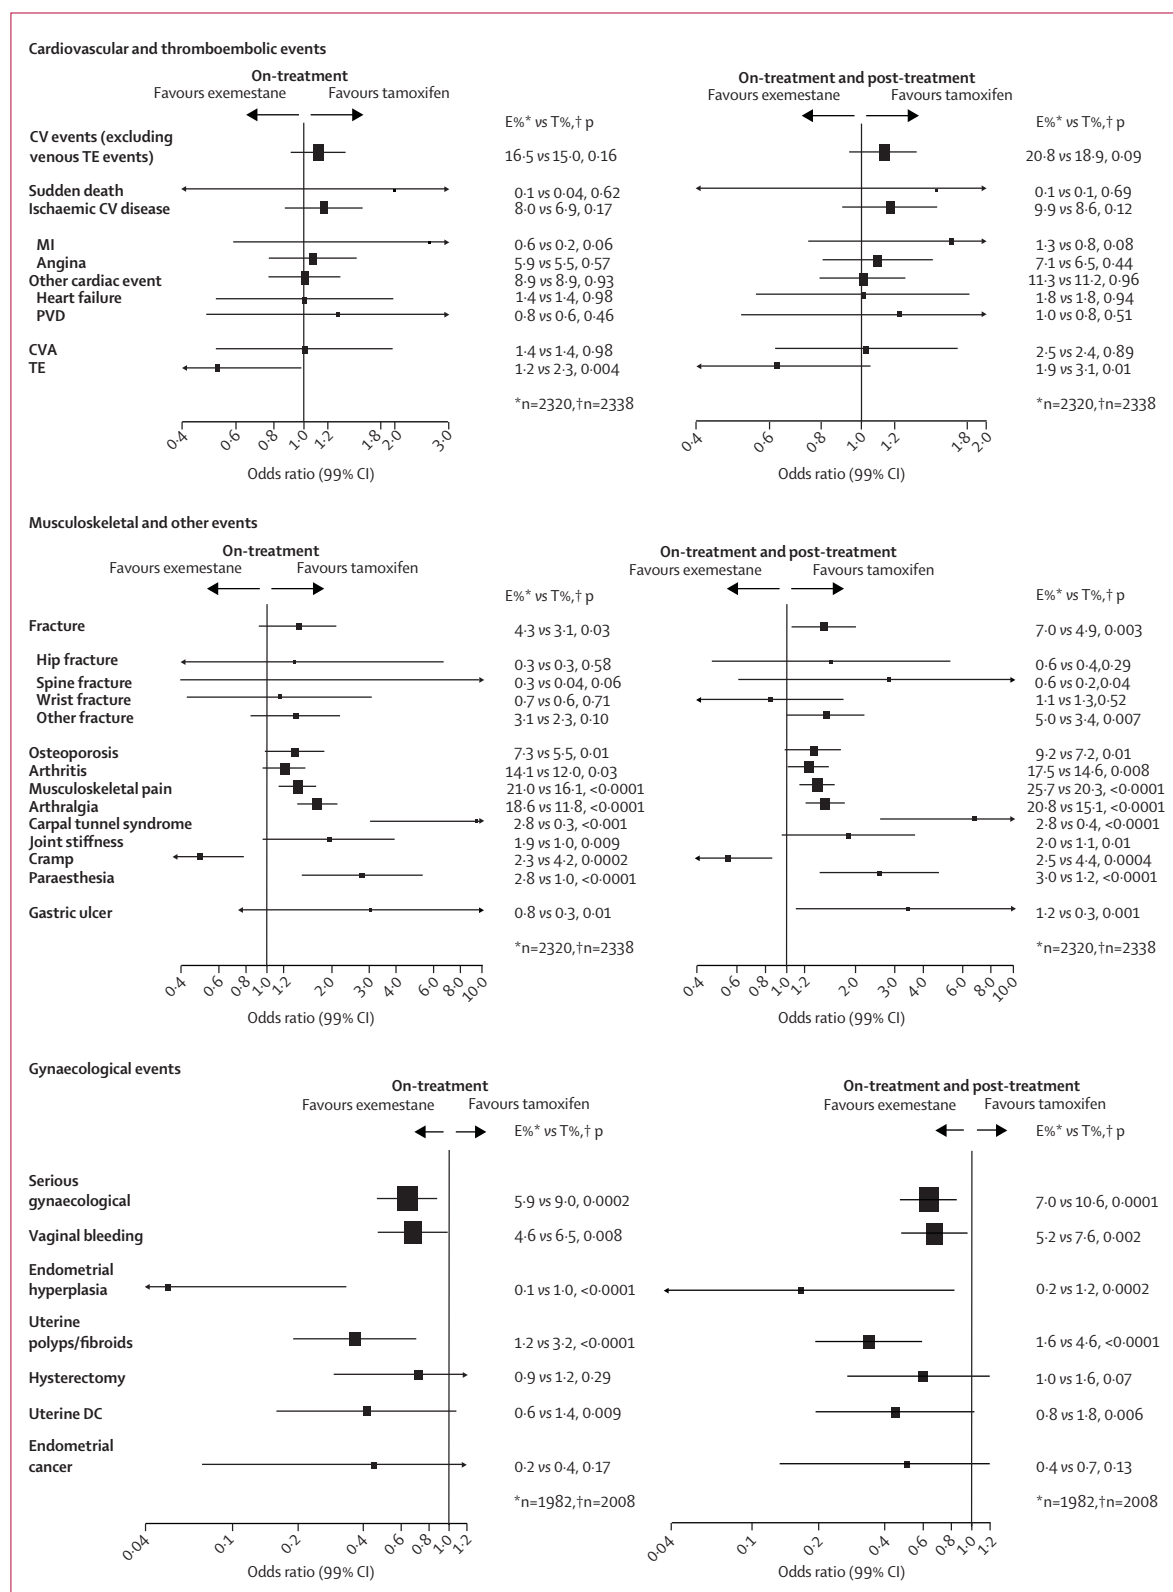 Cardiovascular and thromboembolic events
On-treatment
Favours exemestane Favours tamoxifen
E%* vs T%,† p
CV events (excluding
venous TE events) 16·5 vs 15·0, 0·16
Sudden death 0·1 vs 0·04, 0·62
Ischaemic CV disease 8·0 vs 6·9, 0·17
MI 0·6 vs 0·2, 0·06
Angina 5·9 vs 5·5, 0·57
Other cardiac event 8·9 vs 8·9, 0·93
Heart failure 1·4 vs 1·4, 0·98
PVD 0·8 vs 0·6, 0·46
CVA 1·4 vs 1·4, 0·98
TE 1·2 vs 2·3, 0·004
*n=2320,†n=2338
0·4 0·6 0·8 1·0 1·2 1·8 2·0 3·0
Odds ratio (99% CI)
On-treatment and post-treatment
Favours exemestane Favours tamoxifen
E%* vs T%,† p
20·8 vs 18·9, 0·09
0·1 vs 0·1, 0·69
9·9 vs 8·6, 0·12
1·3 vs 0·8, 0·08
7·1 vs 6·5, 0·44
11·3 vs 11·2, 0·96
1·8 vs 1·8, 0·94
1·0 vs 0·8, 0·51
2·5 vs 2·4, 0·89
1·9 vs 3·1, 0·01
*n=2320,†n=2338
0·4 0·6 0·8 1·0 1·2 1·8 2·0
Odds ratio (99% CI)
Musculoskeletal and other events
On-treatment
Favours exemestane Favours tamoxifen
E%* vs T%,† p
Fracture 4·3 vs 3·1, 0·03
Hip fracture 0·3 vs 0·3, 0·58
Spine fracture 0·3 vs 0·04, 0·06
Wrist fracture 0·7 vs 0·6, 0·71
Other fracture 3·1 vs 2·3, 0·10
Osteoporosis 7·3 vs 5·5, 0·01
Arthritis 14·1 vs 12·0, 0·03
Musculoskeletal pain 21·0 vs 16·1, <0·0001
Arthralgia 18·6 vs 11·8, <0·0001
Carpal tunnel syndrome 2·8 vs 0·3, <0·001
Joint stiffness 1·9 vs 1·0, 0·009
Cramp 2·3 vs 4·2, 0·0002
Paraesthesia 2·8 vs 1·0, <0·0001
Gastric ulcer 0·8 vs 0·3, 0·01
*n=2320,†n=2338
0·4 0·6 0·8 1·0 1·2 2·0 3·0 4·0 6·0 10·0
Odds ratio (99% CI)
On-treatment and post-treatment
Favours exemestane Favours tamoxifen
E%* vs T%,† p
7·0 vs 4·9, 0·003
0·6 vs 0·4,0·29
0·6 vs 0·2,0·04
1·1 vs 1·3,0·52
5·0 vs 3·4, 0·007
9·2 vs 7·2, 0·01
17·5 vs 14·6, 0·008
25·7 vs 20·3, <0·0001
20·8 vs 15·1, <0·0001
2·8 vs 0·4, <0·0001
2·0 vs 1·1, 0·01
2·5 vs 4·4, 0·0004
3·0 vs 1·2, <0·0001
1·2 vs 0·3, 0·001
*n=2320,†n=2338
0·4 0·6 0·8 1·0 1·2 2·0 3·0 4·0 6·0 10·0
Odds ratio (99% CI)
Gynaecological events
On-treatment
Favours exemestane Favours tamoxifen
E%* vs T%,† p
Serious
gynaecological 5·9 vs 9·0, 0·0002
Vaginal bleeding 4·6 vs 6·5, 0·008
Endometrial
hyperplasia 0·1 vs 1·0, <0·0001
Uterine
polyps/fibroids 1·2 vs 3·2, <0·0001
Hysterectomy 0·9 vs 1·2, 0·29
Uterine DC 0·6 vs 1·4, 0·009
Endometrial
cancer 0·2 vs 0·4, 0·17
*n=1982,†n=2008
0·04 0·1 0·2 0·4 0·6 0·8 1·0 1·2
Odds ratio (99% CI)
On-treatment and post-treatment
Favours exemestane Favours tamoxifen
E%* vs T%,† p
7·0 vs 10·6, 0·0001
5·2 vs 7·6, 0·002
0·2 vs 1·2, 0·0002
1·6 vs 4·6, <0·0001
1·0 vs 1·6, 0·07
0·8 vs 1·8, 0·006
0·4 vs 0·7, 0·13
*n=1982,†n=2008
0·04 0·1 0·2 0·4 0·6 0·8 1·0 1·2
Odds ratio (99% CI)